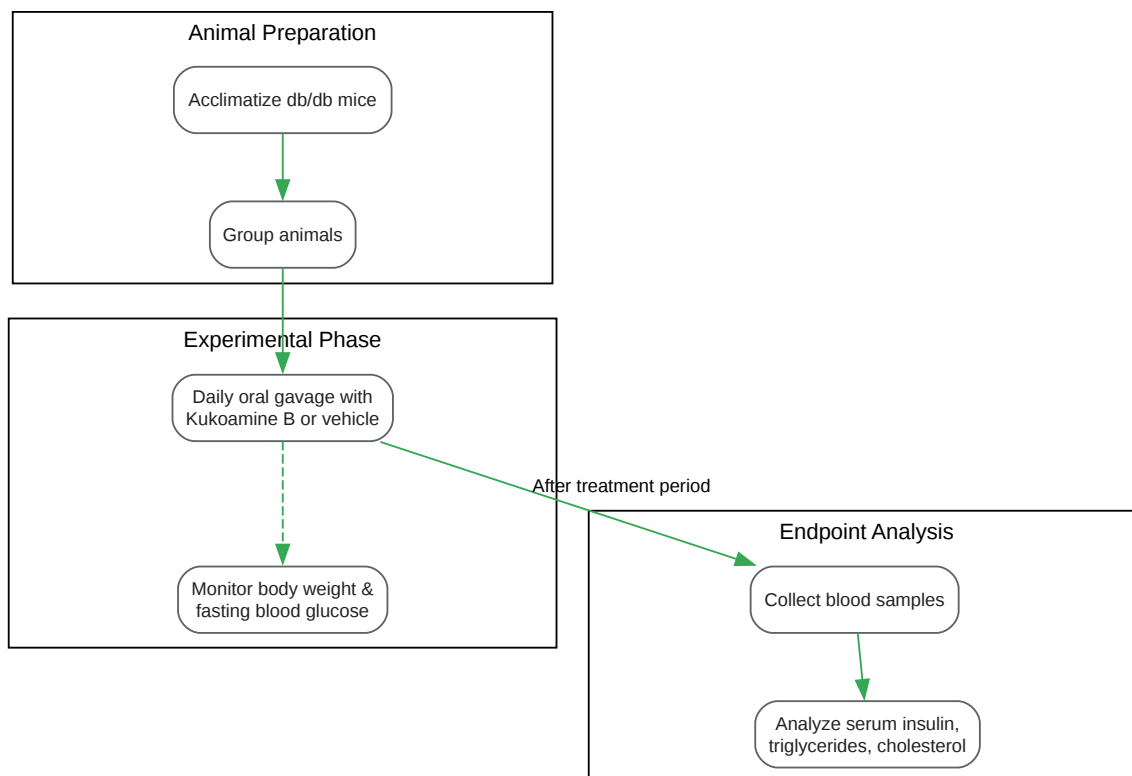 Animal Preparation
Acclimatize db/db mice
Group animals
Experimental Phase
Daily oral gavage with
Kukoamine B or vehicle
After treatment period
Monitor body weight &
fasting blood glucose
Endpoint Analysis
Collect blood samples
Analyze serum insulin,
triglycerides, cholesterol